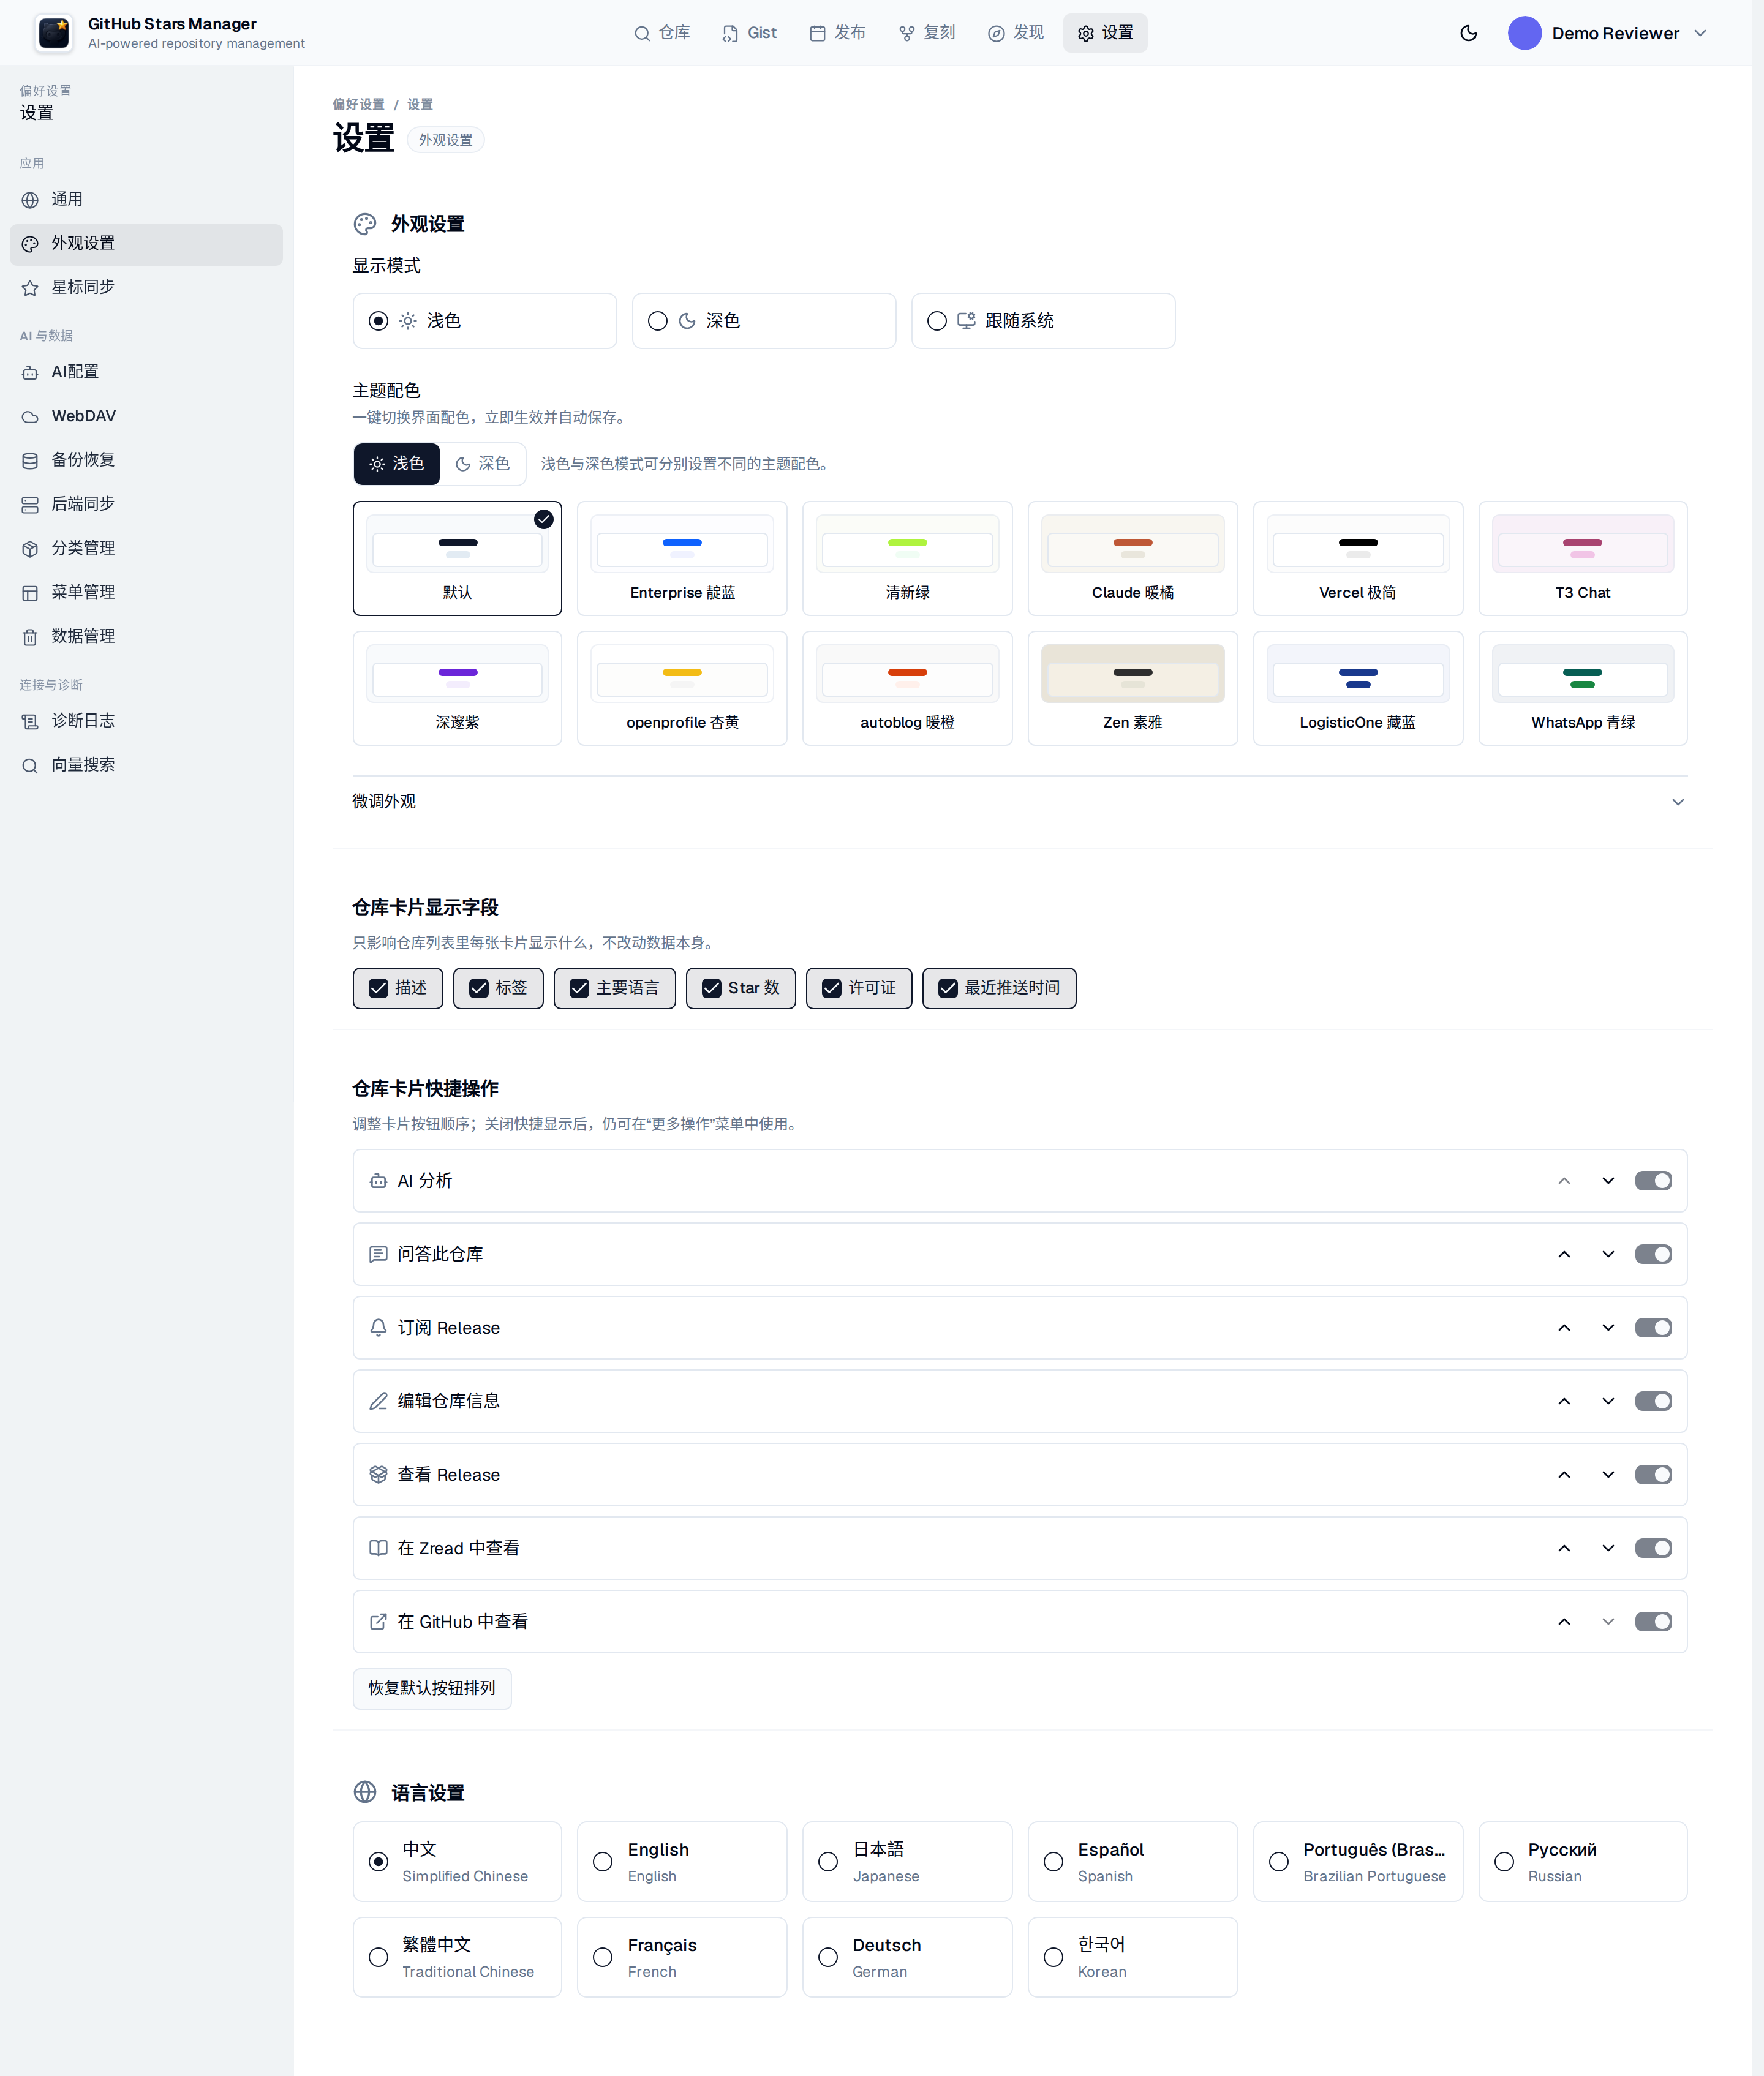 GitHub Stars Manager
AI-powered repository management
仓库
Gist
发布
复刻
发现
设置
Demo Reviewer
偏好设置
设置
应用
通用
外观设置
星标同步
AI 与数据
AI配置
WebDAV
备份恢复
后端同步
分类管理
菜单管理
数据管理
连接与诊断
诊断日志
向量搜索
偏好设置 / 设置
设置
外观设置
外观设置
显示模式
浅色
深色
跟随系统
主题配色
一键切换界面配色，立即生效并自动保存。
浅色
深色
浅色与深色模式可分别设置不同的主题配色。
默认
Enterprise 靛蓝
清新绿
Claude 暖橘
Vercel 极简
T3 Chat
深邃紫
openprofile 杏黄
autoblog 暖橙
Zen 素雅
LogisticOne 藏蓝
WhatsApp 青绿
微调外观
仓库卡片显示字段
只影响仓库列表里每张卡片显示什么，不改动数据本身。
描述
标签
主要语言
Star 数
许可证
最近推送时间
仓库卡片快捷操作
调整卡片按钮顺序；关闭快捷显示后，仍可在“更多操作”菜单中使用。
AI 分析
问答此仓库
订阅 Release
编辑仓库信息
查看 Release
在 Zread 中查看
在 GitHub 中查看
恢复默认按钮排列
语言设置
中文
Simplified Chinese
English
English
日本語
Japanese
Español
Spanish
Português (Bras...
Brazilian Portuguese
Русский
Russian
繁體中文
Traditional Chinese
Français
French
Deutsch
German
한국어
Korean